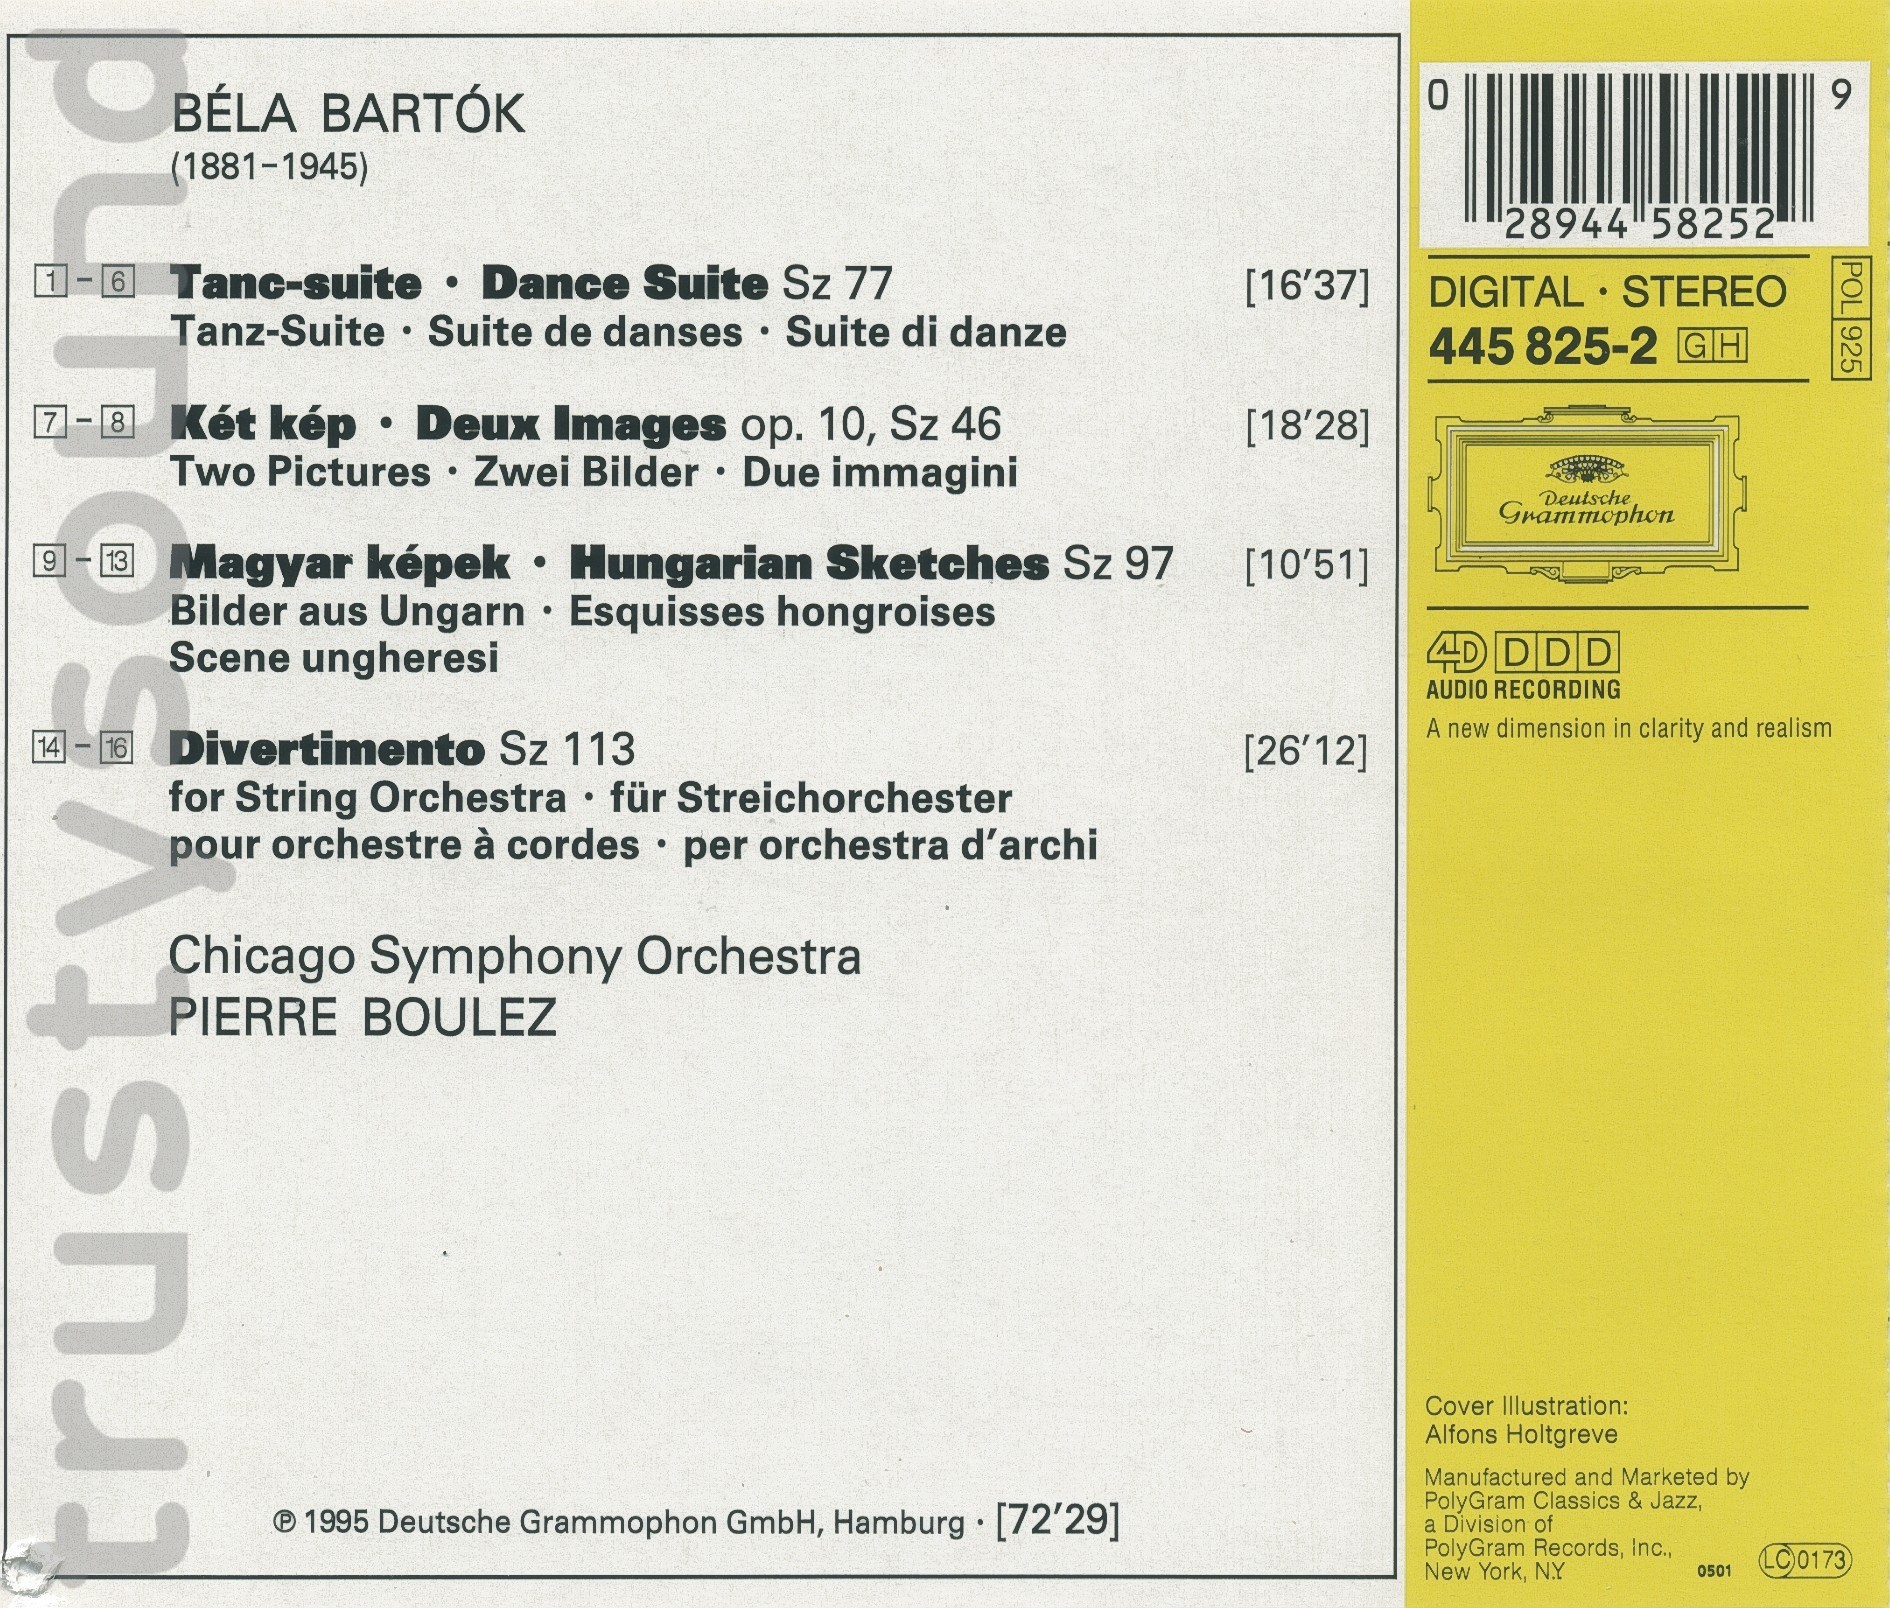 BÉLA BARTÓK
(1881–1945)
1 – 6 Tanc-suite · Dance Suite Sz 77 [16'37]
Tanz-Suite · Suite de danses · Suite di danze
7 – 8 Két kép · Deux Images op. 10, Sz 46 [18'28]
Two Pictures · Zwei Bilder · Due immagini
9 – 13 Magyar képek · Hungarian Sketches Sz 97 [10'51]
Bilder aus Ungarn · Esquisses hongroises
Scene ungheresi
14 – 16 Divertimento Sz 113 [26'12]
for String Orchestra · für Streichorchester
pour orchestre à cordes · per orchestra d'archi
Chicago Symphony Orchestra
PIERRE BOULEZ
℗ 1995 Deutsche Grammophon GmbH, Hamburg · [72'29]
trustysound
0 28944 58252 9
DIGITAL · STEREO
445 825-2 GH
POL 925
Deutsche
Grammophon
4D DDD
AUDIO RECORDING
A new dimension in clarity and realism
Cover Illustration:
Alfons Holtgreve
Manufactured and Marketed by
PolyGram Classics & Jazz,
a Division of
PolyGram Records, Inc.,
New York, N.Y
0501
LC 0173